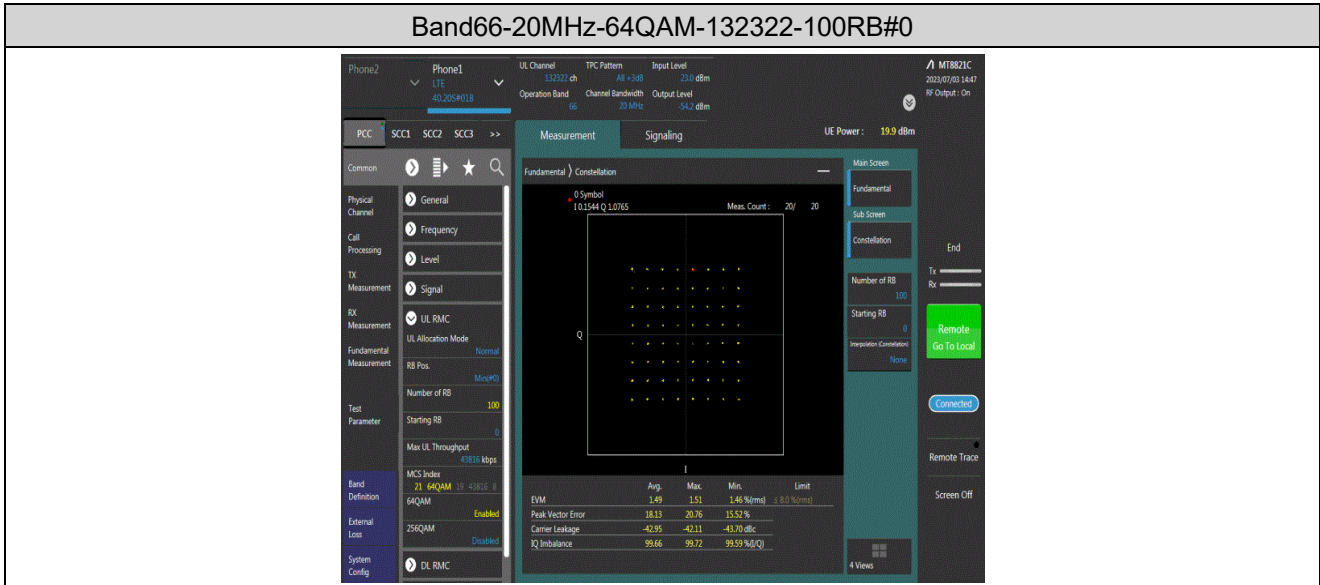 Band66-20MHz-64QAM-132322-100RB#0
Phone2
Phone1
LTE
40.20S#018
UL Channel
TPC Pattern
Input Level
132322 ch
All +3dB
23.0 dBm
Operation Band
Channel Bandwidth
Output Level
66
20 MHz
-54.2 dBm
MT8821C
2023/07/03 14:47
RF Output : On
PCC
SCC1
SCC2
SCC3
>>
Measurement
Signaling
UE Power : 19.9 dBm
Common
Physical
Channel
Call
Processing
TX
Measurement
RX
Measurement
Fundamental
Measurement
Test
Parameter
Band
Definition
External
Loss
System
Config
General
Frequency
Level
Signal
UL RMC
UL Allocation Mode
Normal
RB Pos.
Min(#0)
Number of RB
100
Starting RB
0
Max UL Throughput
43816 kbps
MCS Index
21 64QAM 19 43816 8
64QAM
Enabled
256QAM
Disabled
DL RMC
Fundamental
Constellation
0 Symbol
I 0.1544 Q 1.0765
Meas. Count : 20/ 20
Q
I
Avg. Max. Min. Limit
EVM 1.49 1.51 1.46 %(rms) ≤ 8.0 %(rms)
Peak Vector Error 18.13 20.76 15.52 %
Carrier Leakage -42.95 -42.11 -43.70 dBc
IQ Imbalance 99.66 99.72 99.59 %(I/Q)
Main Screen
Fundamental
Sub Screen
Constellation
Number of RB
100
Starting RB
0
Interpolation (Constellation)
None
4 Views
End
Tx
Rx
Remote
Go To Local
Connected
Remote Trace
Screen Off